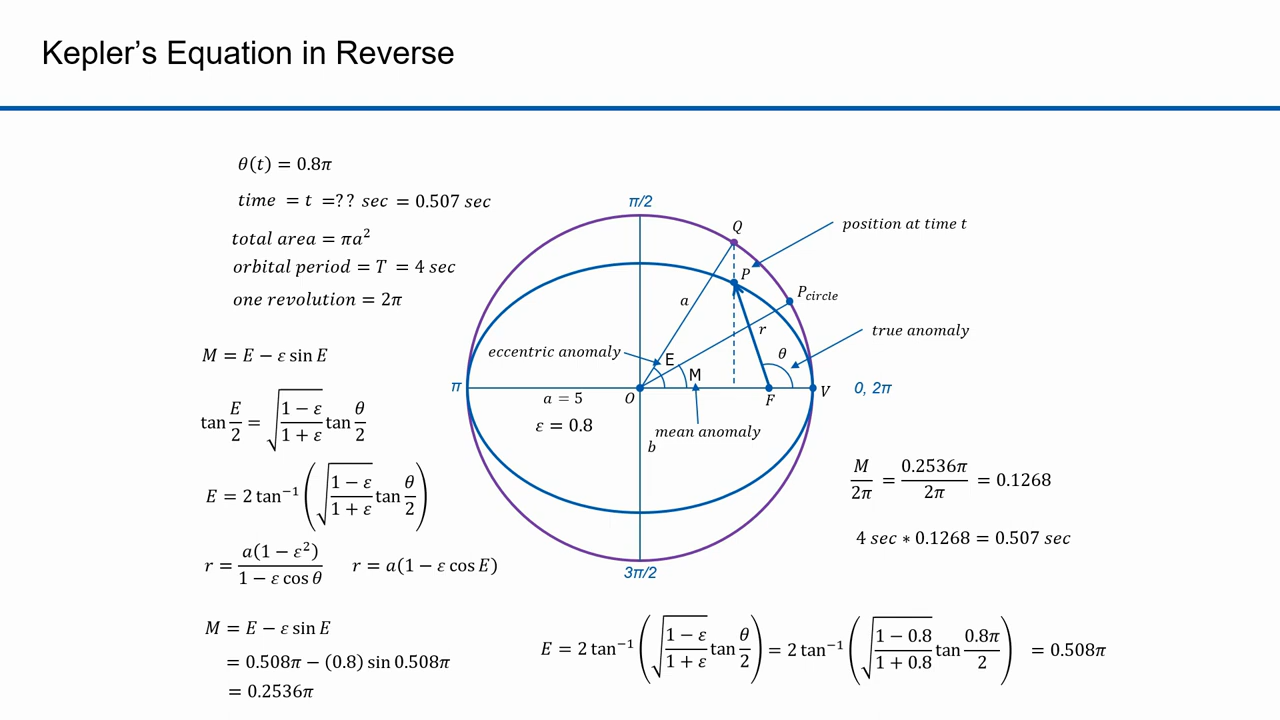 Kepler's Equation in Reverse
θ(t) = 0.8π
time = t =?? sec = 0.507 sec
total area = πa²
orbital period = T = 4 sec
one revolution = 2π
M = E − ε sin E
tan E/2 = √((1 − ε)/(1 + ε)) tan θ/2
E = 2 tan⁻¹(√((1 − ε)/(1 + ε)) tan θ/2)
r = a(1 − ε²)/(1 − ε cos θ) r = a(1 − ε cos E)
M = E − ε sin E
= 0.508π − (0.8) sin 0.508π
= 0.2536π
π/2
Q
position at time t
P
P_circle
a
r
true anomaly
eccentric anomaly
E
θ
M
π
O
F
V
0, 2π
a = 5
ε = 0.8
mean anomaly
b
3π/2
M/2π = 0.2536π/2π = 0.1268
4 sec ∗ 0.1268 = 0.507 sec
E = 2 tan⁻¹(√((1 − ε)/(1 + ε)) tan θ/2) = 2 tan⁻¹(√((1 − 0.8)/(1 + 0.8)) tan 0.8π/2) = 0.508π